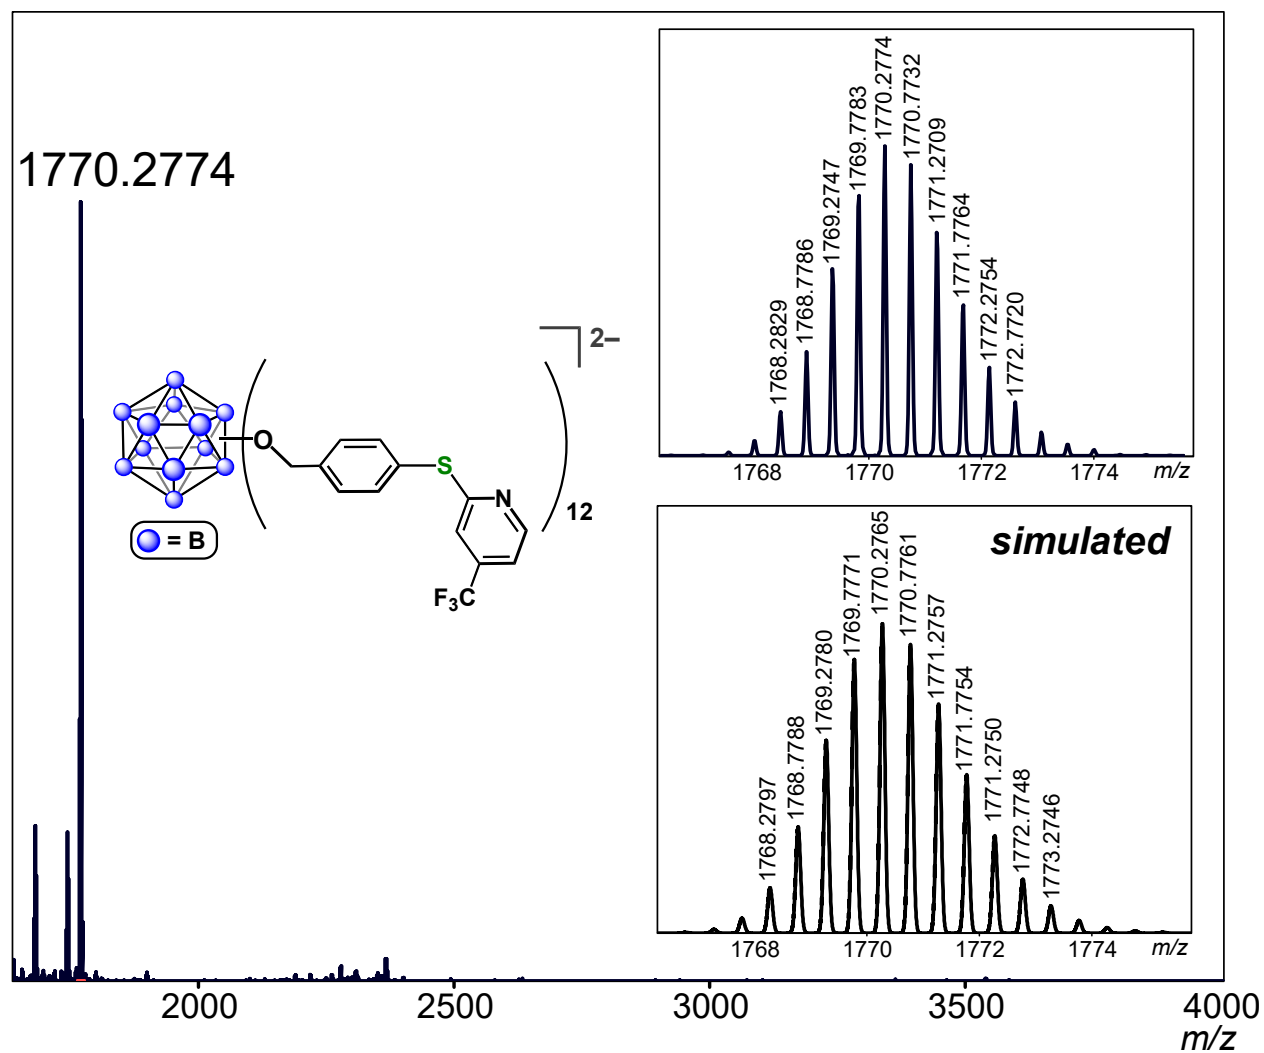 1770.2774
2–
O
S
N
F3C
12
= B
1768.2829
1768.7786
1769.2747
1769.7783
1770.2774
1770.7732
1771.2709
1771.7764
1772.2754
1772.7720
1768 1770 1772 1774 m/z
simulated
1768.2797
1768.7788
1769.2780
1769.7771
1770.2765
1770.7761
1771.2757
1771.7754
1771.2750
1772.7748
1773.2746
1768 1770 1772 1774 m/z
2000 2500 3000 3500 4000
m/z